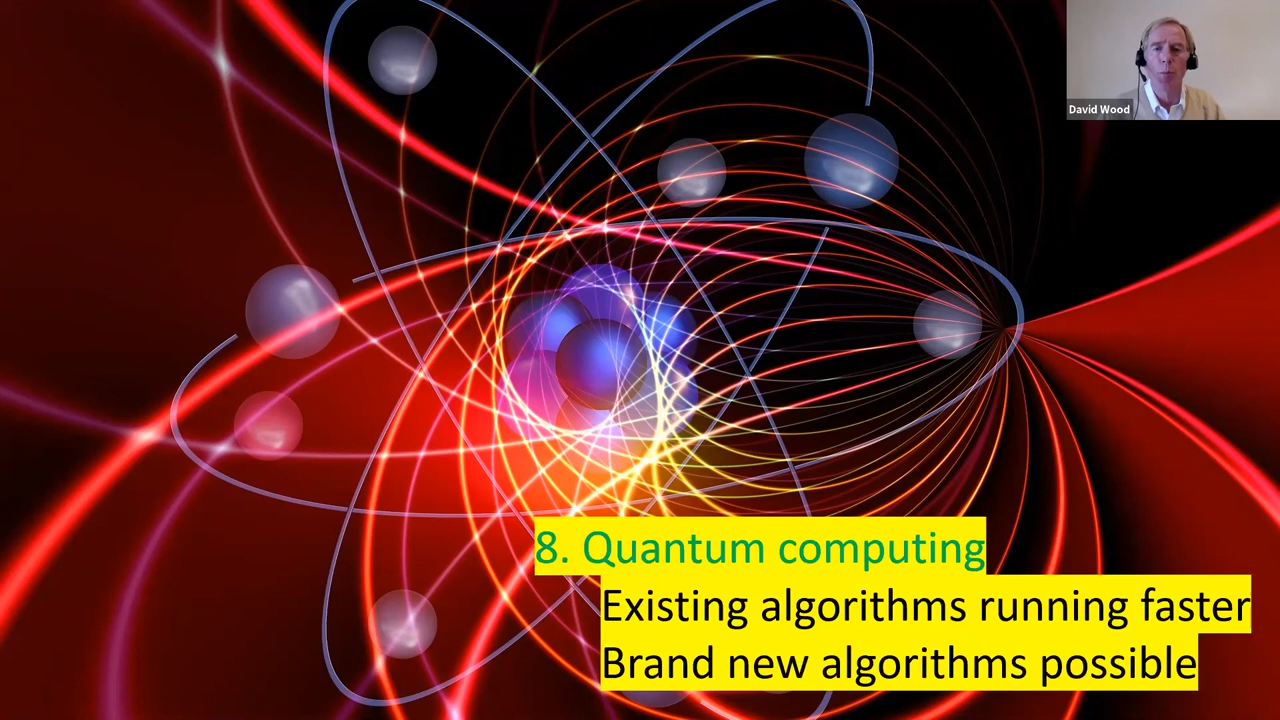 David Wood
8. Quantum computing
Existing algorithms running faster
Brand new algorithms possible